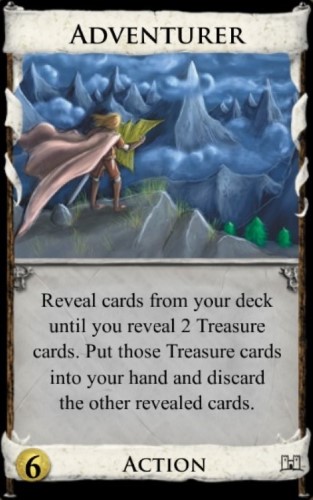 ADVENTURER
Reveal cards from your deck
until you reveal 2 Treasure
cards. Put those Treasure cards
into your hand and discard
the other revealed cards.
6 ACTION